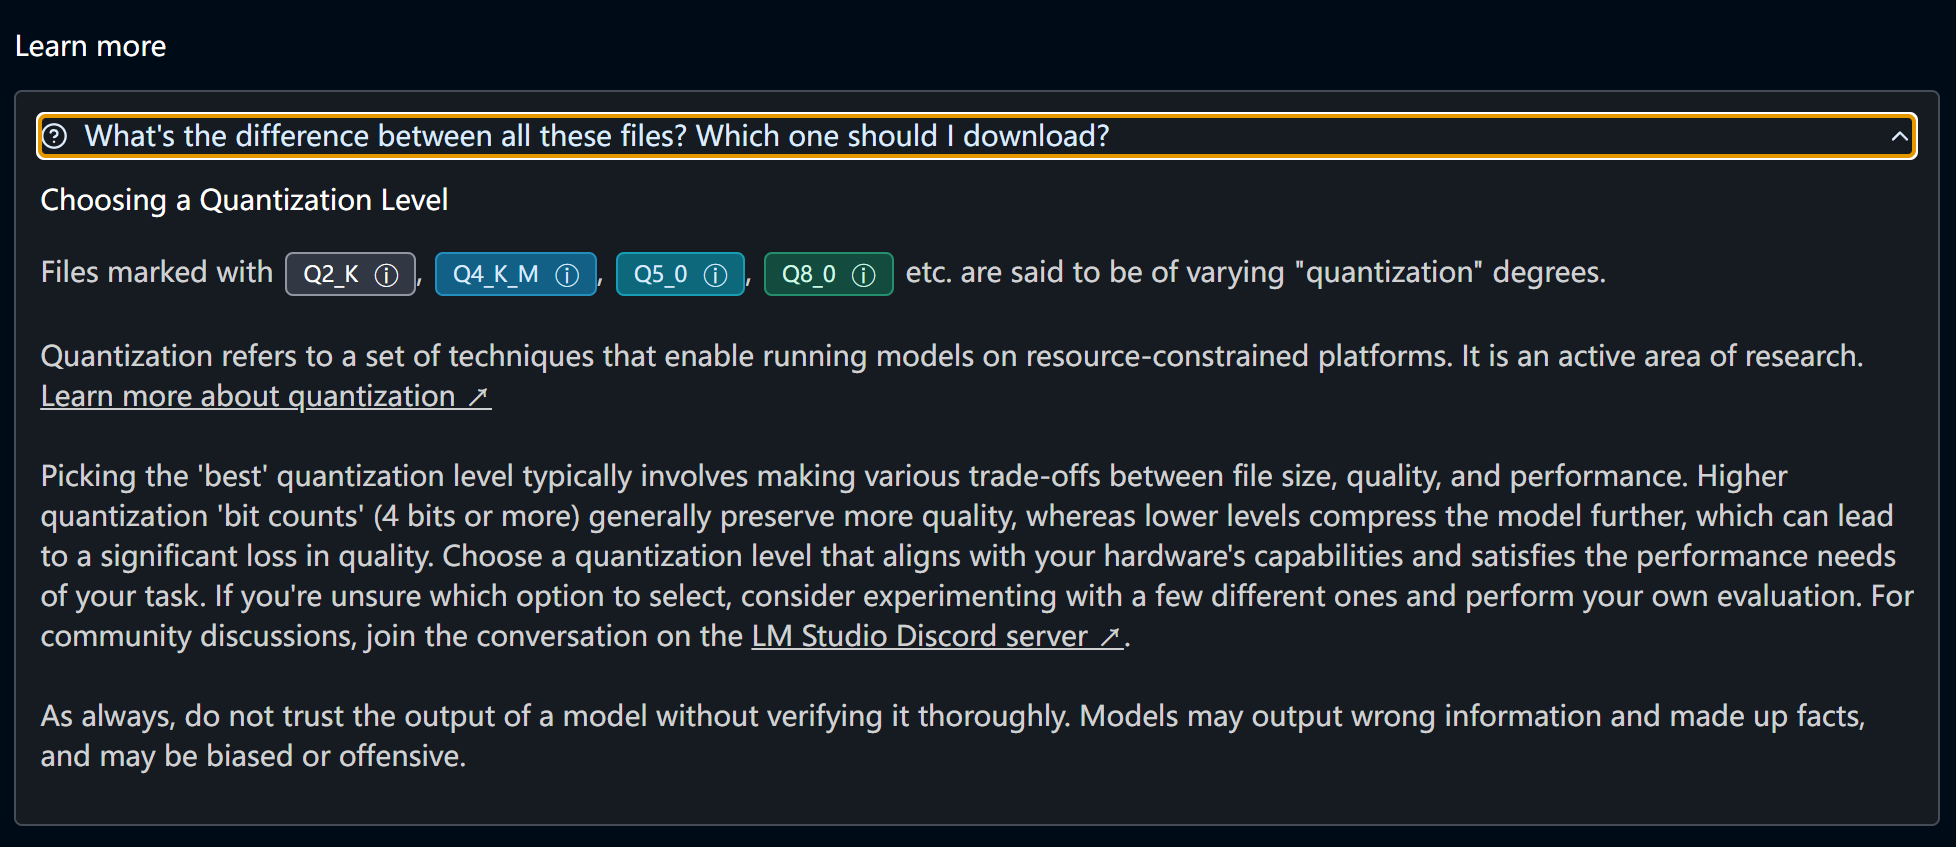 Learn more
What's the difference between all these files? Which one should I download?
Choosing a Quantization Level
Files marked with Q2_K, Q4_K_M, Q5_0, Q8_0 etc. are said to be of varying "quantization" degrees.
Quantization refers to a set of techniques that enable running models on resource-constrained platforms. It is an active area of research.
Learn more about quantization ↗
Picking the 'best' quantization level typically involves making various trade-offs between file size, quality, and performance. Higher
quantization 'bit counts' (4 bits or more) generally preserve more quality, whereas lower levels compress the model further, which can lead
to a significant loss in quality. Choose a quantization level that aligns with your hardware's capabilities and satisfies the performance needs
of your task. If you're unsure which option to select, consider experimenting with a few different ones and perform your own evaluation. For
community discussions, join the conversation on the LM Studio Discord server ↗.
As always, do not trust the output of a model without verifying it thoroughly. Models may output wrong information and made up facts,
and may be biased or offensive.